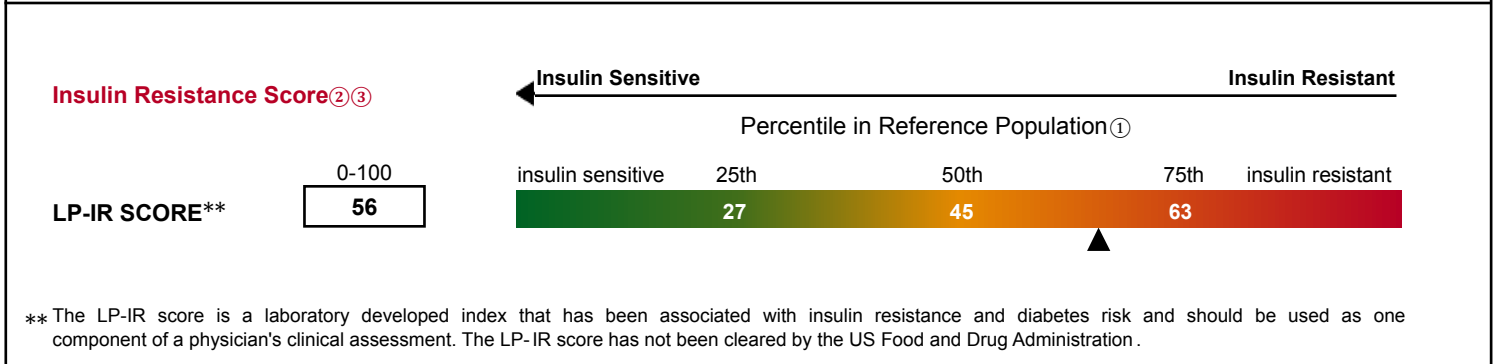 Insulin Sensitive Insulin Resistant
Insulin Resistance Score②③
Percentile in Reference Population①
0-100 insulin sensitive 25th 50th 75th insulin resistant
LP-IR SCORE** 56 27 45 63
** The LP-IR score is a laboratory developed index that has been associated with insulin resistance and diabetes risk and should be used as one
component of a physician's clinical assessment. The LP-IR score has not been cleared by the US Food and Drug Administration.